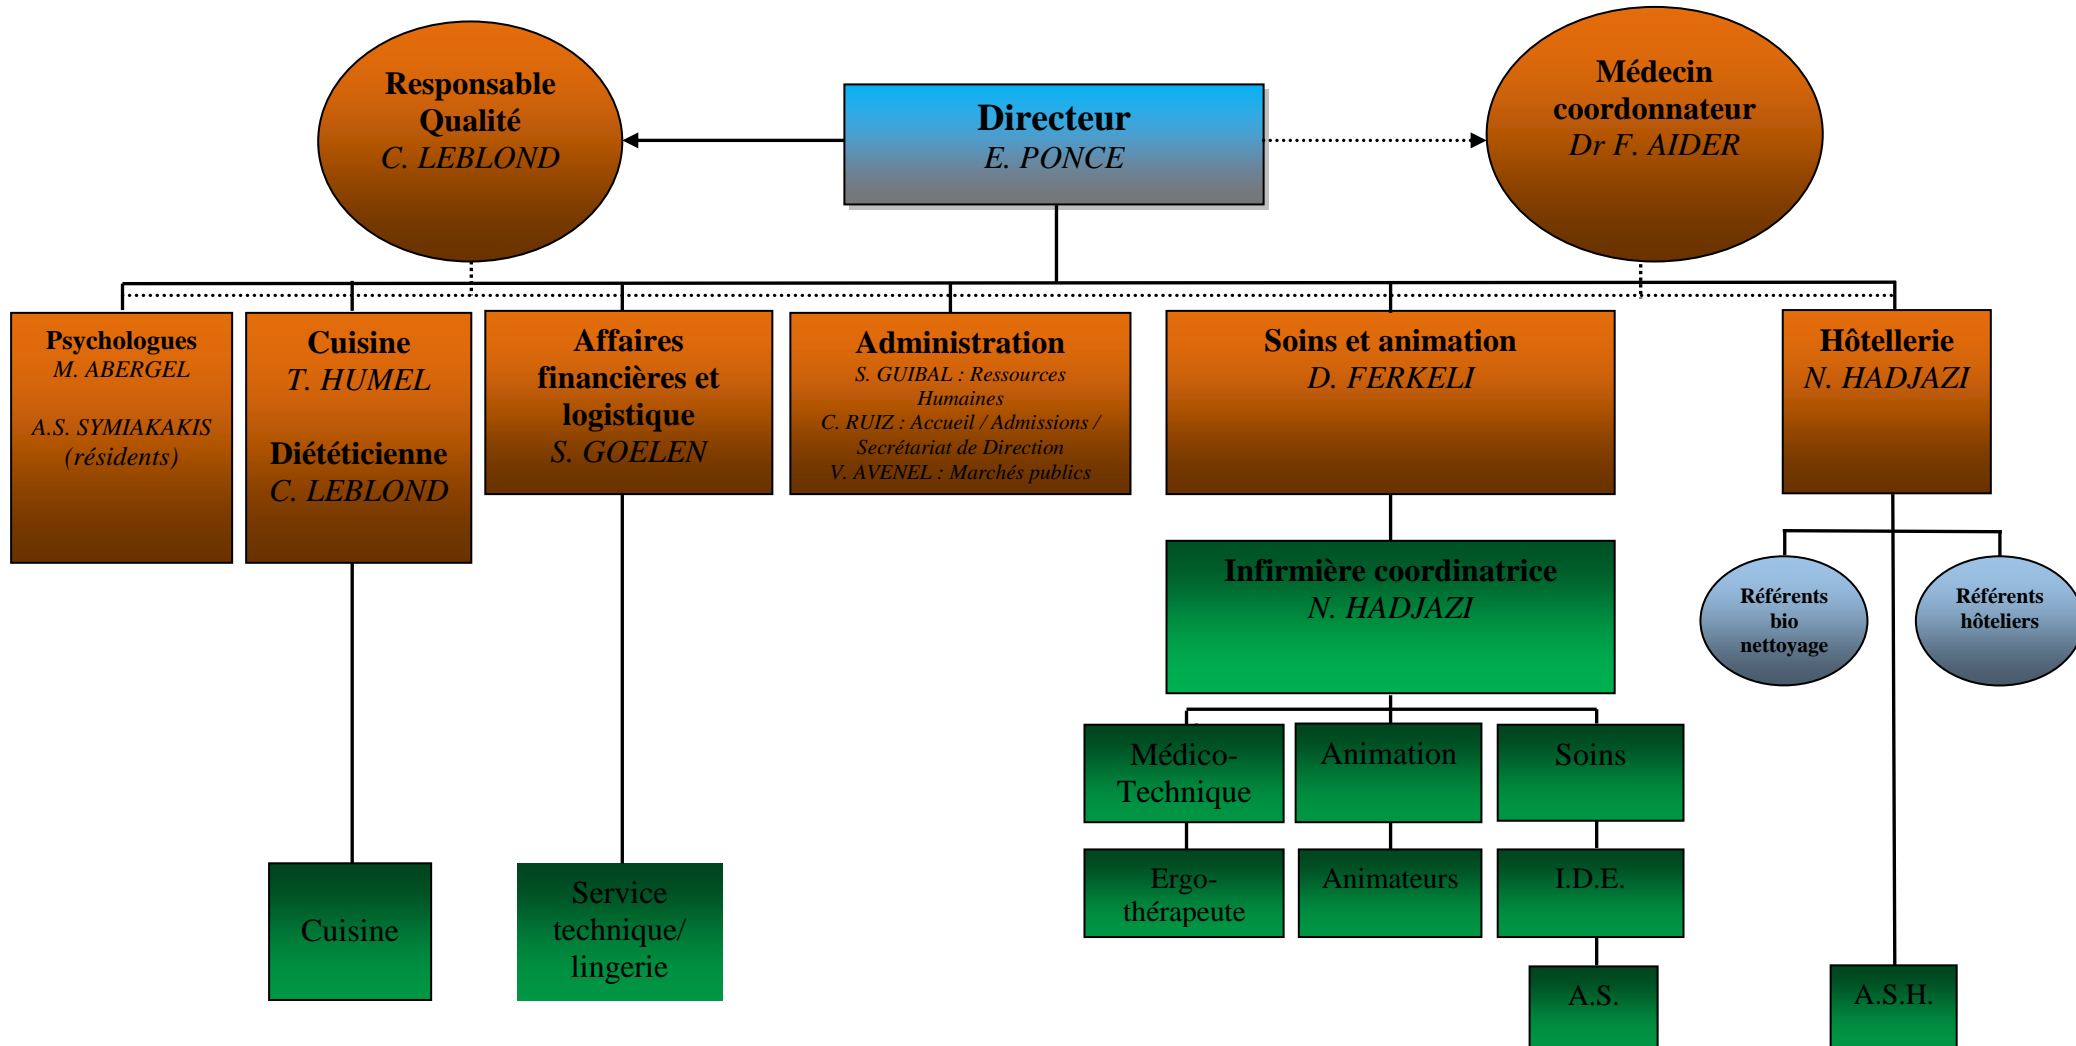 Responsable
Qualité
C. LEBLOND
Directeur
E. PONCE
Médecin
coordonnateur
Dr F. AIDER
Psychologues
M. ABERGEL
A.S. SYMIAKAKIS
(résidents)
Cuisine
T. HUMEL
Diététicienne
C. LEBLOND
Affaires
financières et
logistique
S. GOELEN
Administration
S. GUIBAL : Ressources
Humaines
C. RUIZ : Accueil / Admissions /
Secrétariat de Direction
V. AVENEL : Marchés publics
Soins et animation
D. FERKELI
Hôtellerie
N. HADJAZI
Infirmière coordinatrice
N. HADJAZI
Référents
bio
nettoyage
Référents
hôteliers
Médico-
Technique
Animation
Soins
Ergo-
thérapeute
Animateurs
I.D.E.
Cuisine
Service
technique/
lingerie
A.S.
A.S.H.